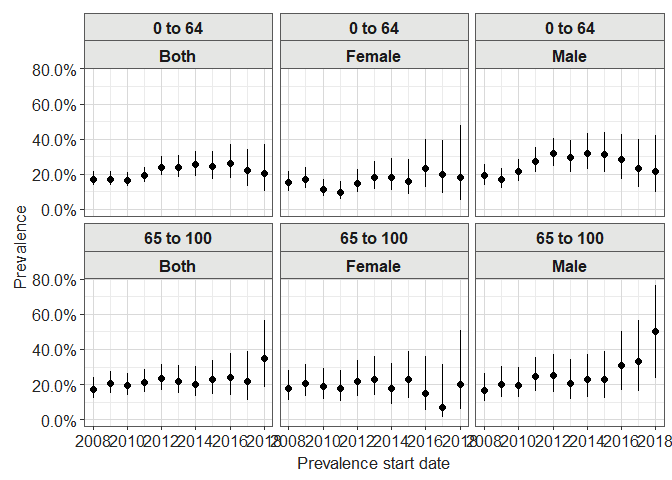 0 to 64 0 to 64 0 to 64
Both Female Male
80.0%
60.0%
40.0%
20.0%
0.0%
65 to 100 65 to 100 65 to 100
Both Female Male
80.0%
60.0%
40.0%
20.0%
0.0%
Prevalence
2008 2010 2012 2014 2016 2018 2008 2010 2012 2014 2016 2018 2008 2010 2012 2014 2016 2018
Prevalence start date